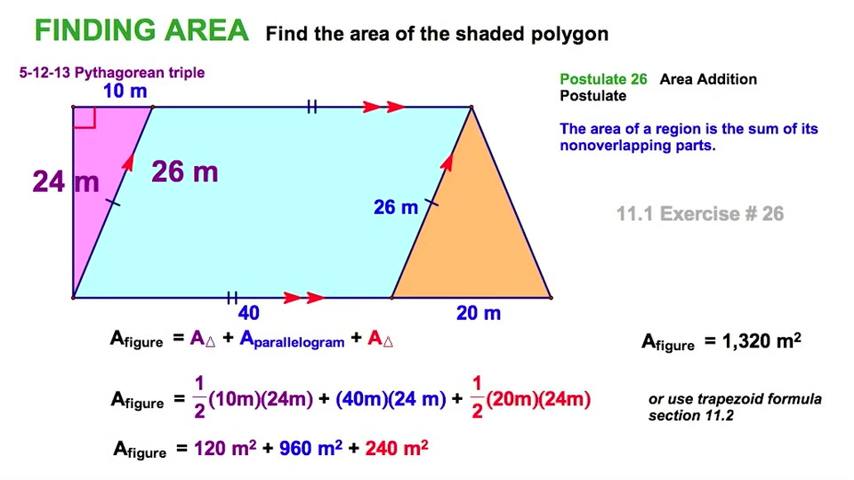 FINDING AREA Find the area of the shaded polygon
5-12-13 Pythagorean triple
10 m
24 m
26 m
26 m
40
20 m
Postulate 26 Area Addition
Postulate
The area of a region is the sum of its
nonoverlapping parts.
11.1 Exercise # 26
Afigure = A△ + Aparallelogram + A△
Afigure = 1/2(10m)(24m) + (40m)(24 m) + 1/2(20m)(24m)
Afigure = 120 m² + 960 m² + 240 m²
Afigure = 1,320 m²
or use trapezoid formula
section 11.2